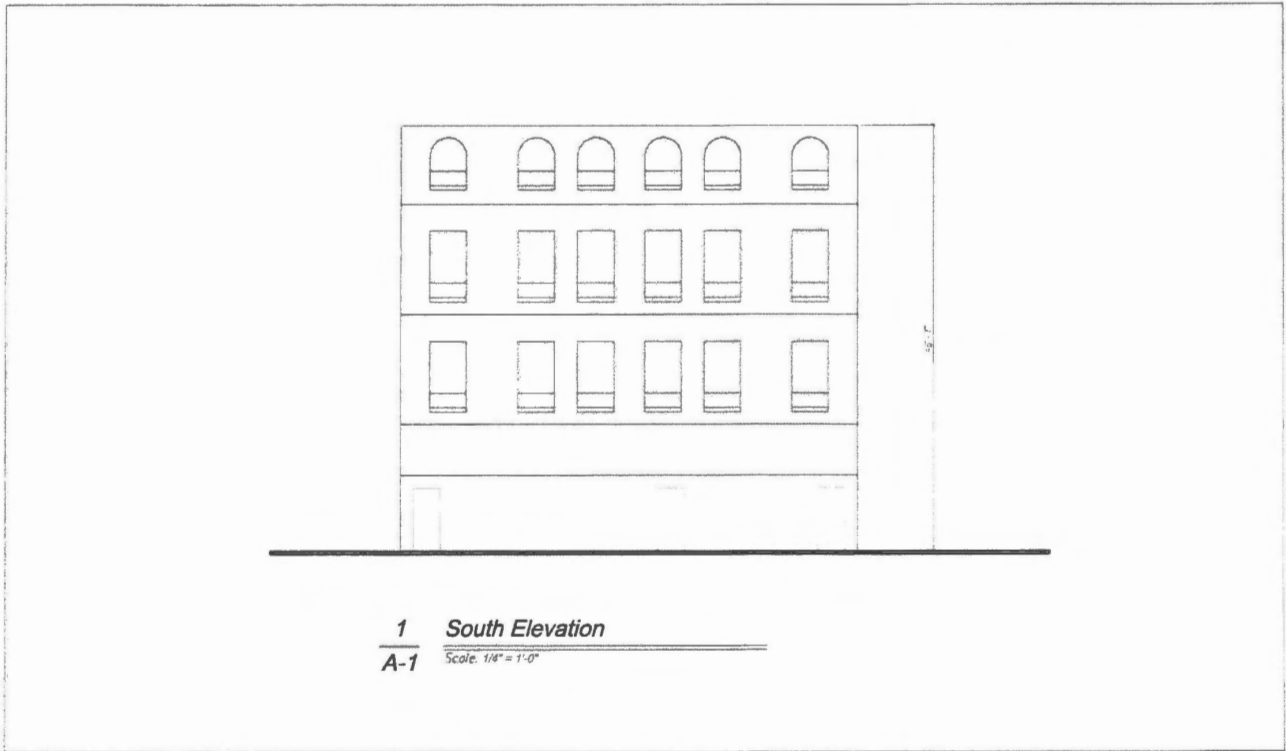 1 South Elevation
A-1 Scale: 1/4" = 1'-0"